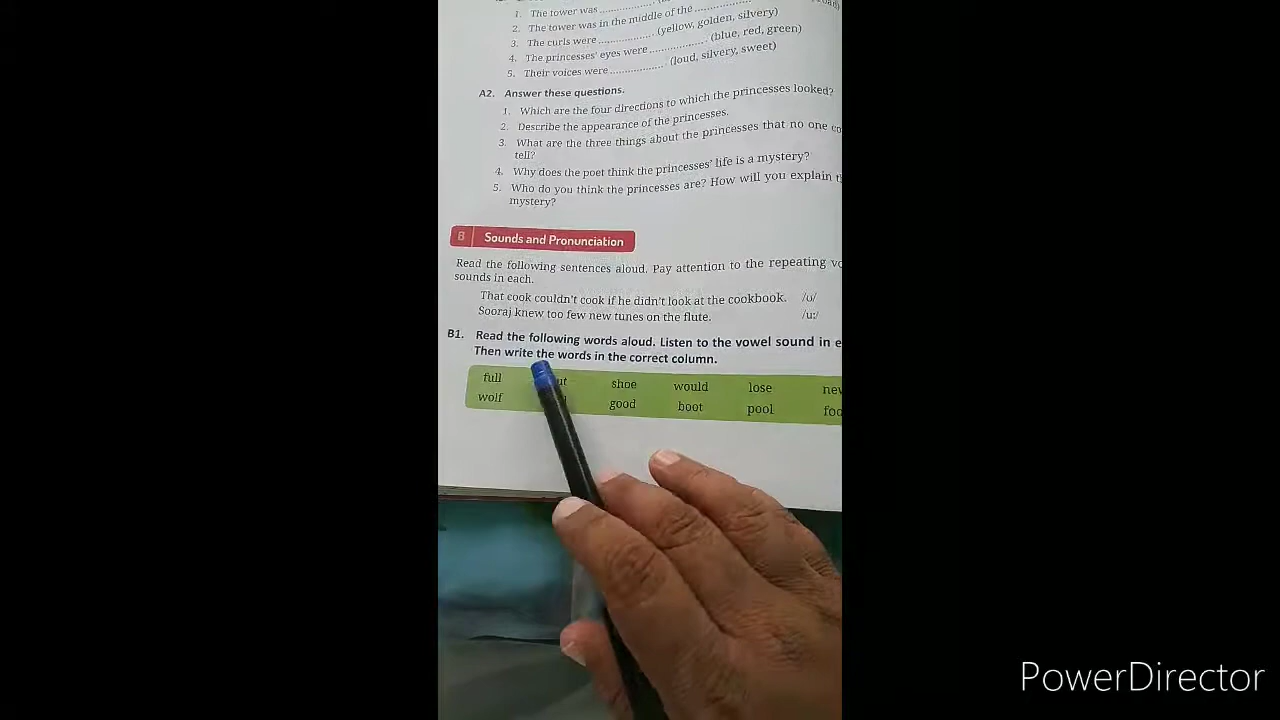 1. The tower was ..................
2. The tower was in the middle of the ..................
3. The curls were .................. (yellow, golden, silvery)
4. The princesses' eyes were .................. (blue, red, green)
5. Their voices were .................. (loud, silvery, sweet)
A2. Answer these questions.
1. Which are the four directions to which the princesses looked?
2. Describe the appearance of the princesses.
3. What are the three things about the princesses that no one co
tell?
4. Why does the poet think the princesses' life is a mystery?
5. Who do you think the princesses are? How will you explain t
mystery?
B Sounds and Pronunciation
Read the following sentences aloud. Pay attention to the repeating vo
sounds in each.
That cook couldn't cook if he didn't look at the cookbook. /ʊ/
Sooraj knew too few new tunes on the flute. /u:/
B1. Read the following words aloud. Listen to the vowel sound in e
Then write the words in the correct column.
full ut shoe would lose nev
wolf good boot pool foo
PowerDirector